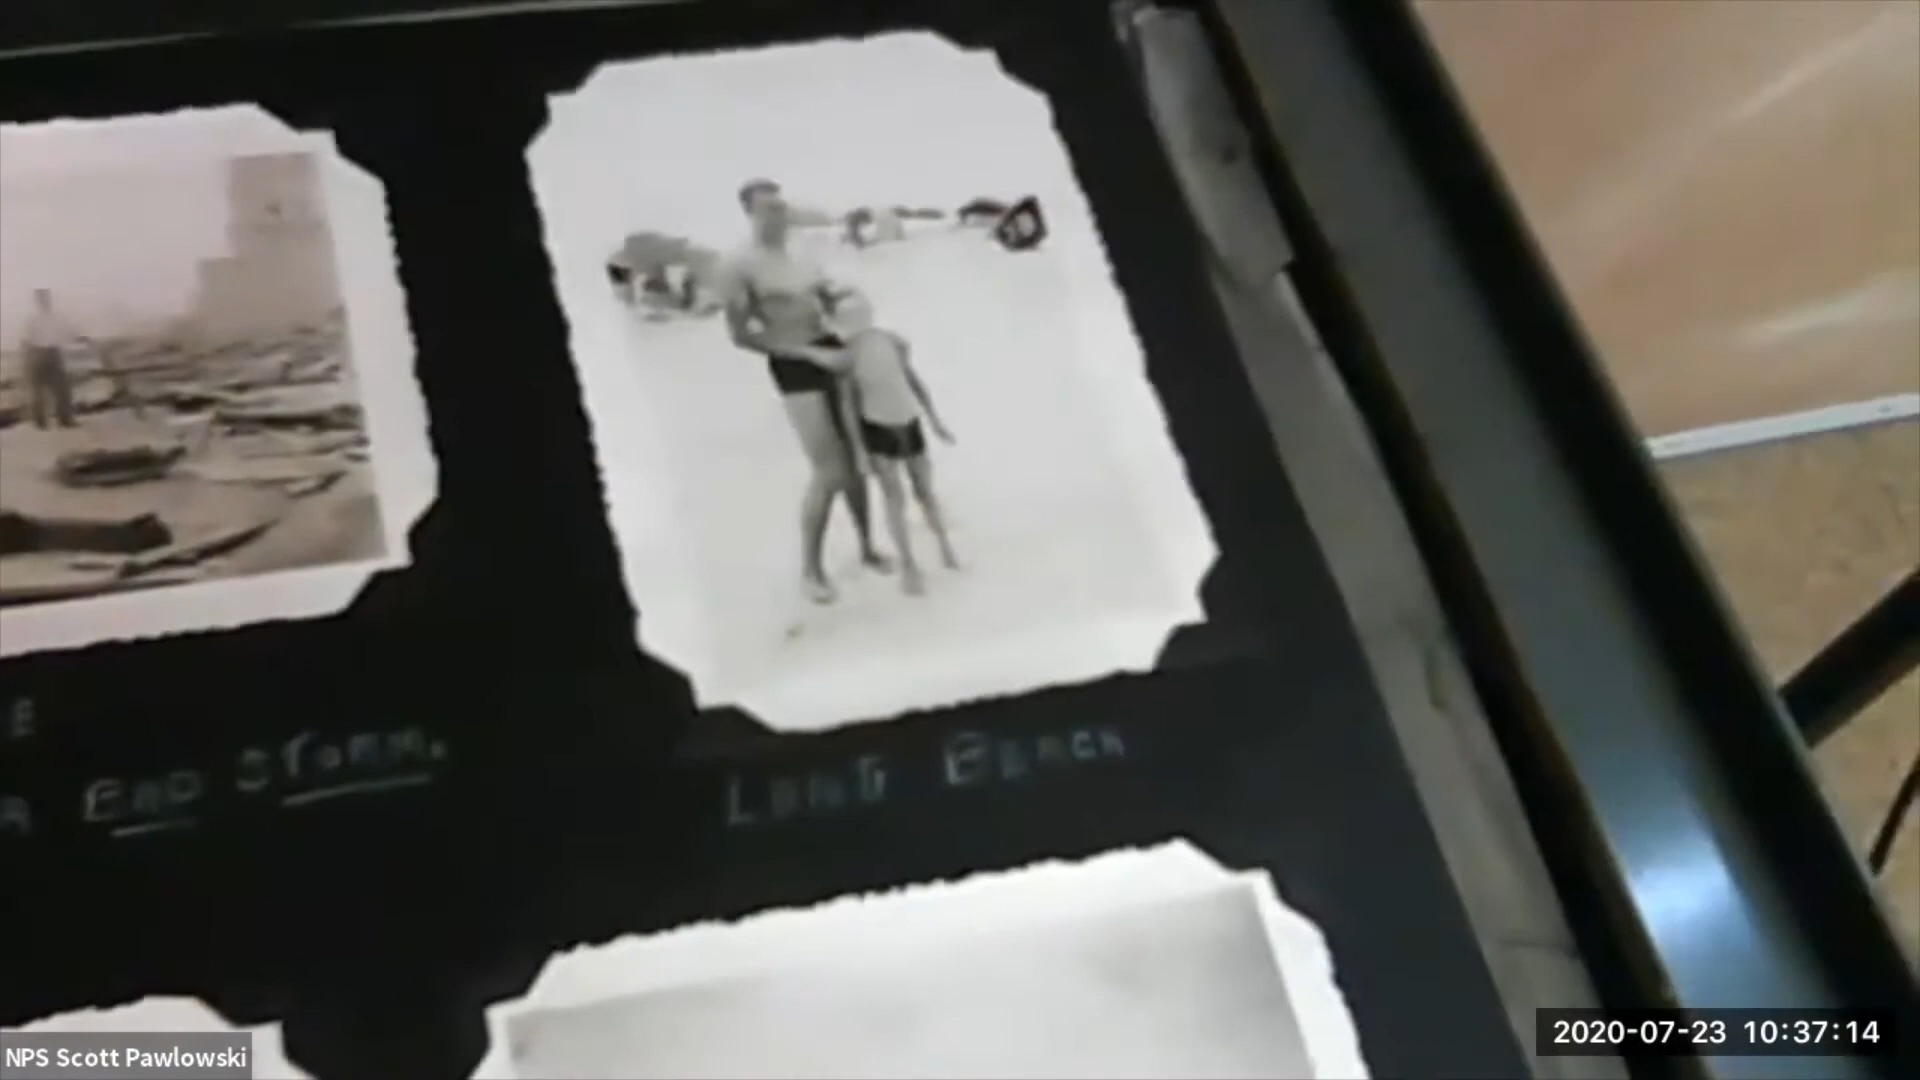 E
R END STORM.
LONG BEACH
NPS Scott Pawlowski
2020-07-23 10:37:14